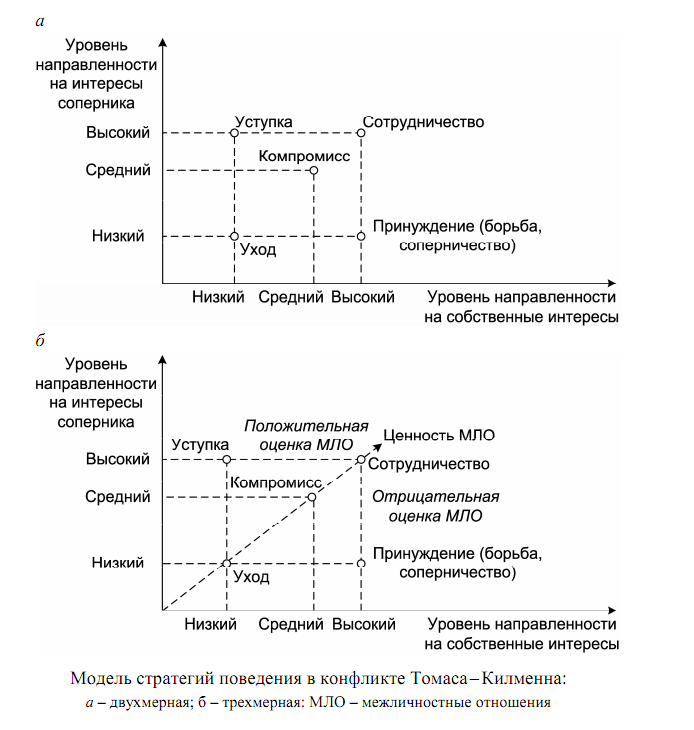 а
Уровень
направленности
на интересы
соперника
Высокий
Уступка
Сотрудничество
Средний
Компромисс
Низкий
Уход
Принуждение (борьба,
соперничество)
Низкий Средний Высокий
Уровень направленности
на собственные интересы
б
Уровень
направленности
на интересы
соперника
Положительная
оценка МЛО
Ценность МЛО
Уступка
Высокий
Сотрудничество
Компромисс
Средний
Отрицательная
оценка МЛО
Низкий
Уход
Принуждение (борьба,
соперничество)
Низкий Средний Высокий
Уровень направленности
на собственные интересы
Модель стратегий поведения в конфликте Томаса – Килменна:
а – двухмерная; б – трехмерная: МЛО – межличностные отношения